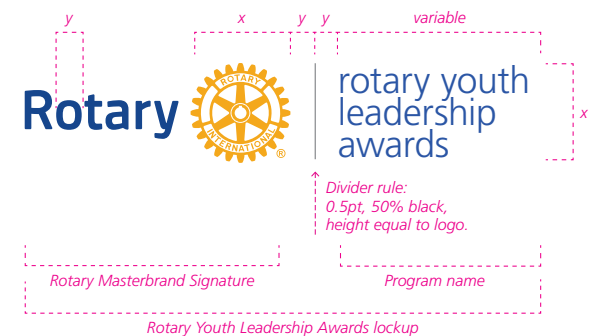 y x y y variable
Rotary
ROTARY
INTERNATIONAL
®
rotary youth
leadership
awards
x
Divider rule:
0.5pt, 50% black,
height equal to logo.
Rotary Masterbrand Signature
Program name
Rotary Youth Leadership Awards lockup